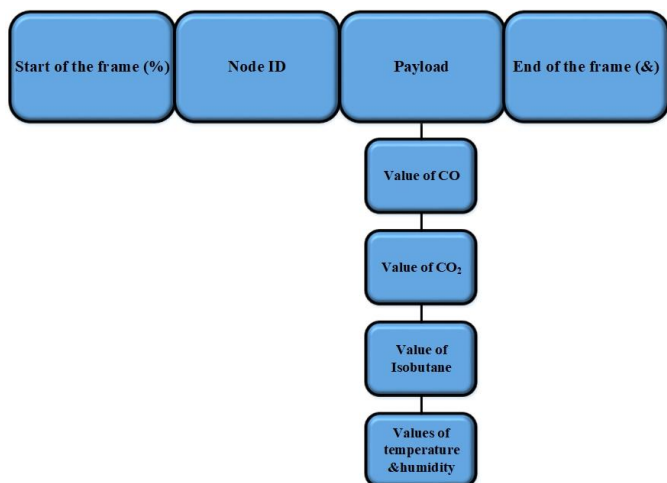 Start of the frame (%)
Node ID
Payload
End of the frame (&)
Value of CO
Value of CO₂
Value of
Isobutane
Values of
temperature
&humidity